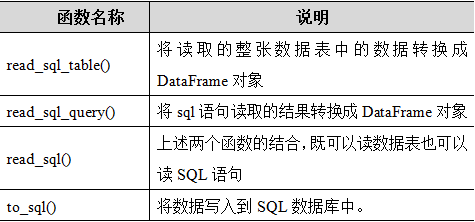 函数名称 说明
read_sql_table() 将读取的整张数据表中的数据转换成
DataFrame 对象
read_sql_query() 将 sql 语句读取的结果转换成 DataFrame 对象
read_sql() 上述两个函数的结合，既可以读数据表也可以
读 SQL 语句
to_sql() 将数据写入到 SQL 数据库中。